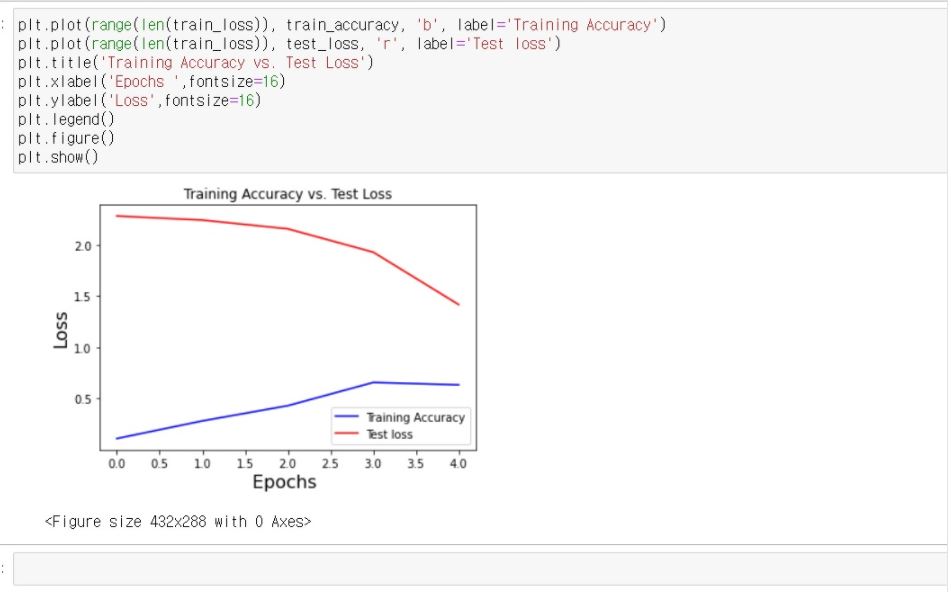 :
plt.plot(range(len(train_loss)), train_accuracy, 'b', label='Training Accuracy')
plt.plot(range(len(train_loss)), test_loss, 'r', label='Test loss')
plt.title('Training Accuracy vs. Test Loss')
plt.xlabel('Epochs ',fontsize=16)
plt.ylabel('Loss',fontsize=16)
plt.legend()
plt.figure()
plt.show()
Training Accuracy vs. Test Loss
2.0
1.5
1.0
0.5
Loss
Training Accuracy
Test loss
0.0 0.5 1.0 1.5 2.0 2.5 3.0 3.5 4.0
Epochs
<Figure size 432x288 with 0 Axes>
: